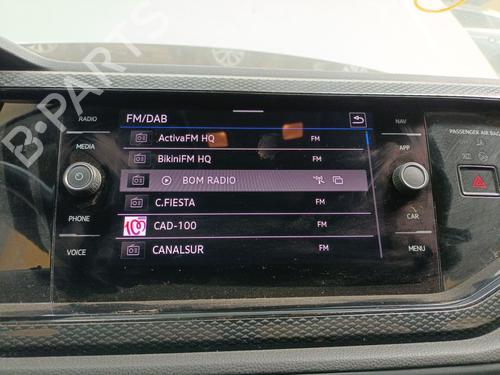 B-PARTS
RADIO
FM/DAB
NAV
PASSENGER AIR BAG
MEDIA
ActivaFM HQ FM
BikiniFM HQ FM
APP
BOM RADIO
PHONE
C.FIESTA FM
CAR
100 CAD-100 FM
VOICE
CANALSUR FM
MENU